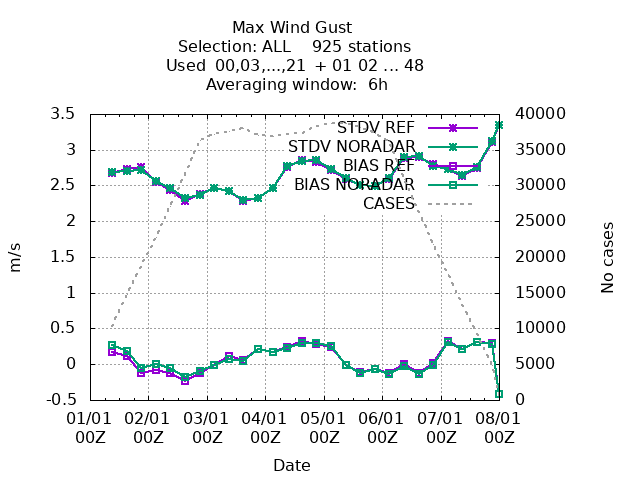 Max Wind Gust
Selection: ALL    925 stations
Used  00,03,...,21  + 01 02 ... 48
Averaging window:  6h
3.5
3
2.5
2
1.5
1
0.5
0
-0.5
40000
35000
30000
25000
20000
15000
10000
5000
0
m/s
No cases
STDV REF
STDV NORADAR
BIAS REF
BIAS NORADAR
CASES
01/01 02/01 03/01 04/01 05/01 06/01 07/01 08/01
00Z 00Z 00Z 00Z 00Z 00Z 00Z 00Z
Date